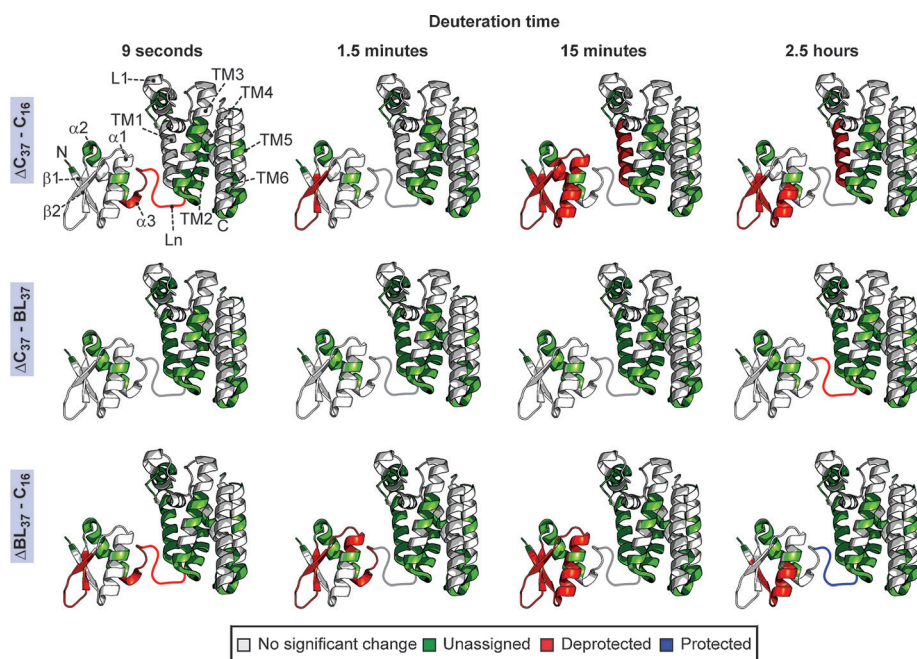 Deuteration time
9 seconds 1.5 minutes 15 minutes 2.5 hours
ΔC37 - C16
L1
TM3
TM4
TM1
α2
α1
N
TM5
β1
TM6
β2
α3
TM2
C
Ln
ΔC37 - BL37
ΔBL37 - C16
No significant change Unassigned Deprotected Protected